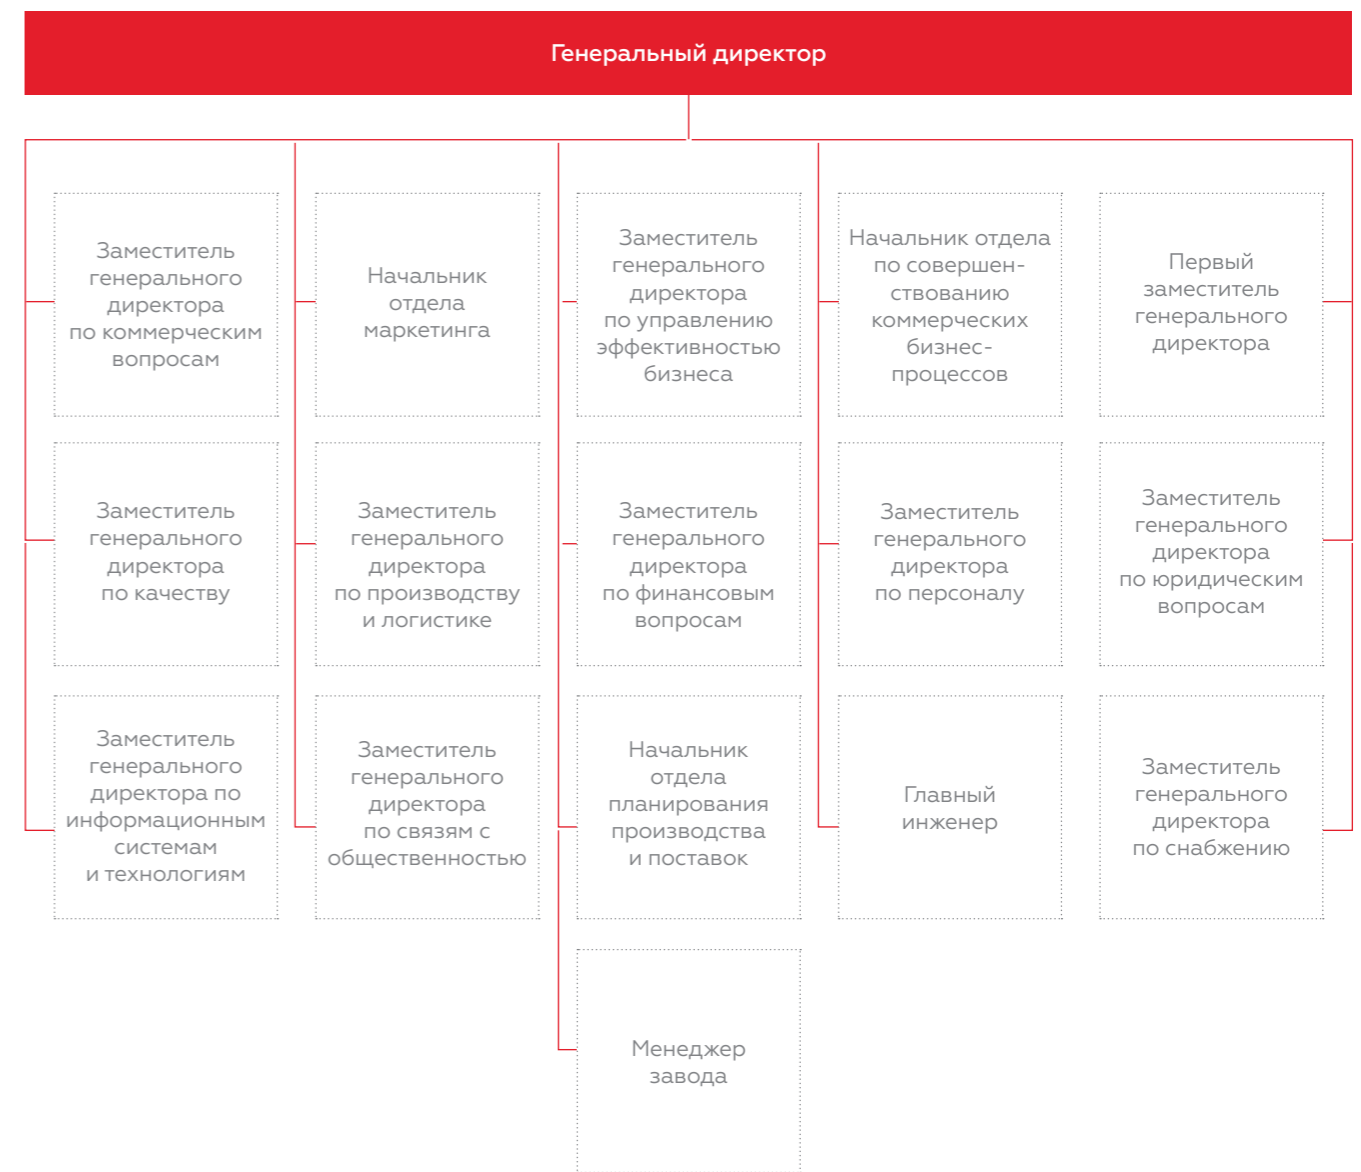 Генеральный директор
Заместитель
генерального
директора
по коммерческим
вопросам
Начальник
отдела
маркетинга
Заместитель
генерального
директора
по управлению
эффективностью
бизнеса
Начальник отдела
по совершен-
ствованию
коммерческих
бизнес-
процессов
Первый
заместитель
генерального
директора
Заместитель
генерального
директора
по качеству
Заместитель
генерального
директора
по производству
и логистике
Заместитель
генерального
директора
по финансовым
вопросам
Заместитель
генерального
директора
по персоналу
Заместитель
генерального
директора
по юридическим
вопросам
Заместитель
генерального
директора по
информационным
системам
и технологиям
Заместитель
генерального
директора
по связям с
общественностью
Начальник
отдела
планирования
производства
и поставок
Главный
инженер
Заместитель
генерального
директора
по снабжению
Менеджер
завода